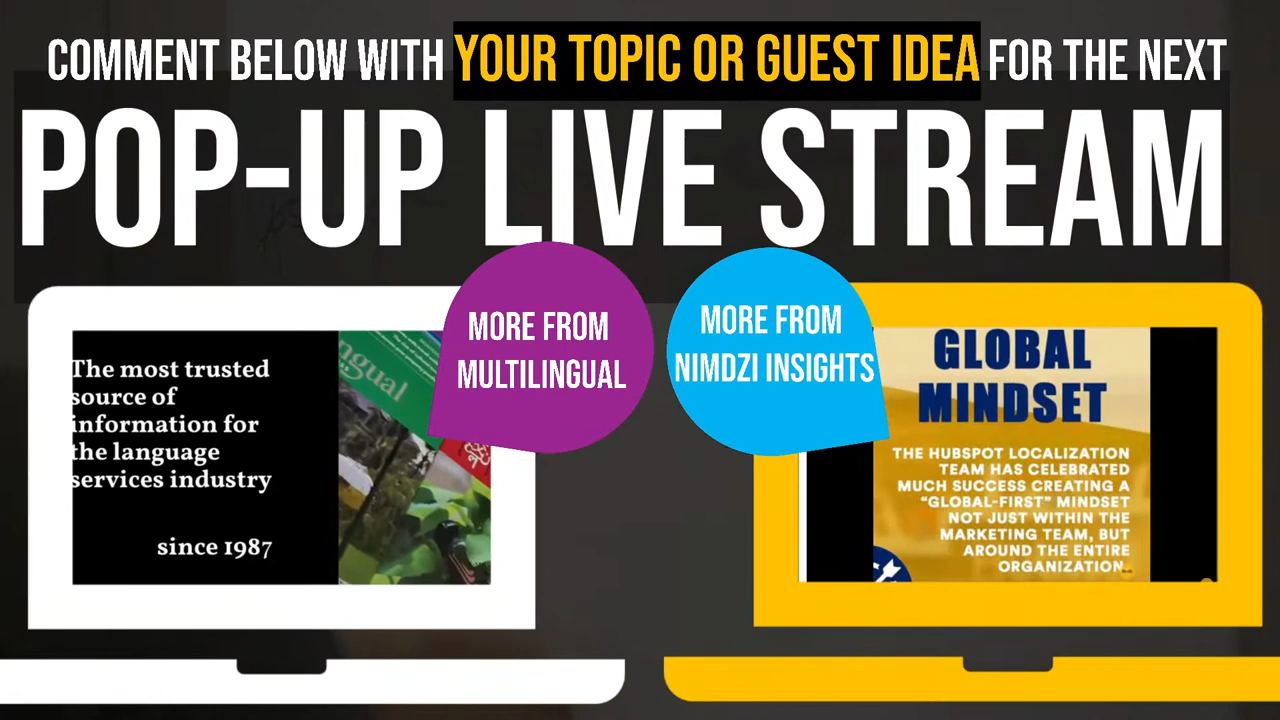 COMMENT BELOW WITH YOUR TOPIC OR GUEST IDEA FOR THE NEXT
POP-UP LIVE STREAM
MORE FROM
MULTILINGUAL
MORE FROM
NIMDZI INSIGHTS
The most trusted
source of
information for
the language
services industry
since 1987
ngual
GLOBAL
MINDSET
THE HUBSPOT LOCALIZATION
TEAM HAS CELEBRATED
MUCH SUCCESS CREATING A
“GLOBAL-FIRST” MINDSET
NOT JUST WITHIN THE
MARKETING TEAM, BUT
AROUND THE ENTIRE
ORGANIZATION.